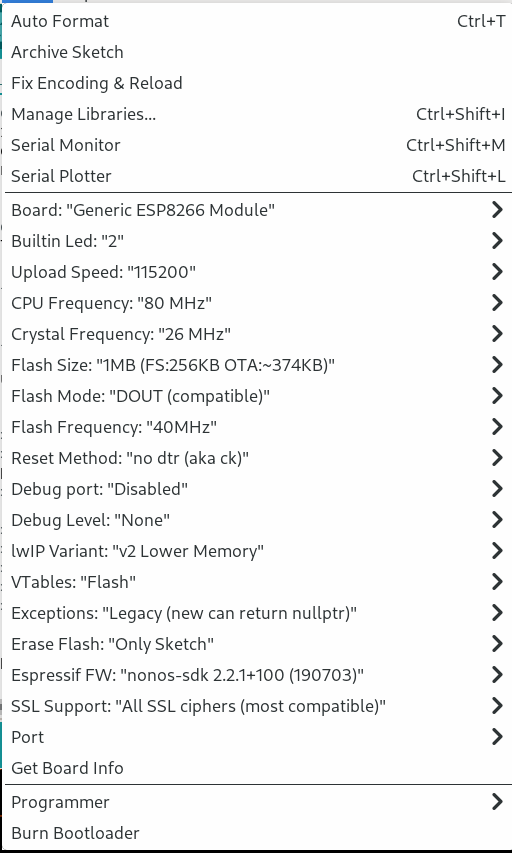 Auto Format Ctrl+T
Archive Sketch
Fix Encoding & Reload
Manage Libraries... Ctrl+Shift+I
Serial Monitor Ctrl+Shift+M
Serial Plotter Ctrl+Shift+L
Board: "Generic ESP8266 Module"
Builtin Led: "2"
Upload Speed: "115200"
CPU Frequency: "80 MHz"
Crystal Frequency: "26 MHz"
Flash Size: "1MB (FS:256KB OTA:~374KB)"
Flash Mode: "DOUT (compatible)"
Flash Frequency: "40MHz"
Reset Method: "no dtr (aka ck)"
Debug port: "Disabled"
Debug Level: "None"
lwIP Variant: "v2 Lower Memory"
VTables: "Flash"
Exceptions: "Legacy (new can return nullptr)"
Erase Flash: "Only Sketch"
Espressif FW: "nonos-sdk 2.2.1+100 (190703)"
SSL Support: "All SSL ciphers (most compatible)"
Port
Get Board Info
Programmer
Burn Bootloader